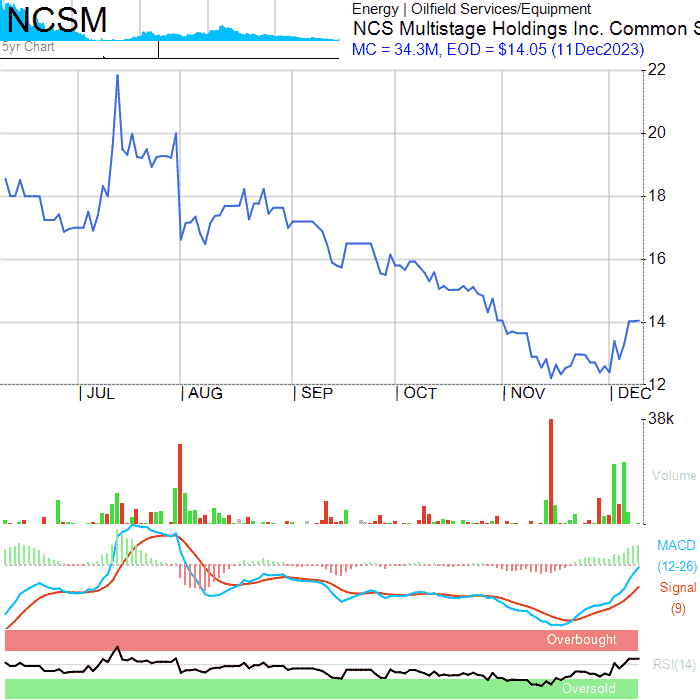 NCSM
Energy | Oilfield Services/Equipment
NCS Multistage Holdings Inc. Common S
MC = 34.3M, EOD = $14.05 (11Dec2023)
5yr Chart
22
20
18
16
14
12
JUL AUG SEP OCT NOV DEC
38k
Volume
MACD
(12-26)
Signal
(9)
Overbought
RSI(14)
Oversold